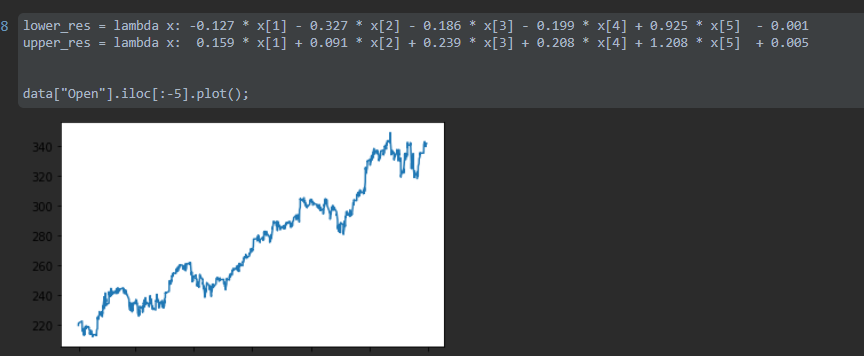 8
lower_res = lambda x: -0.127 * x[1] - 0.327 * x[2] - 0.186 * x[3] - 0.199 * x[4] + 0.925 * x[5]  - 0.001
upper_res = lambda x:  0.159 * x[1] + 0.091 * x[2] + 0.239 * x[3] + 0.208 * x[4] + 1.208 * x[5]  + 0.005
data["Open"].iloc[:-5].plot();
340
320
300
280
260
240
220